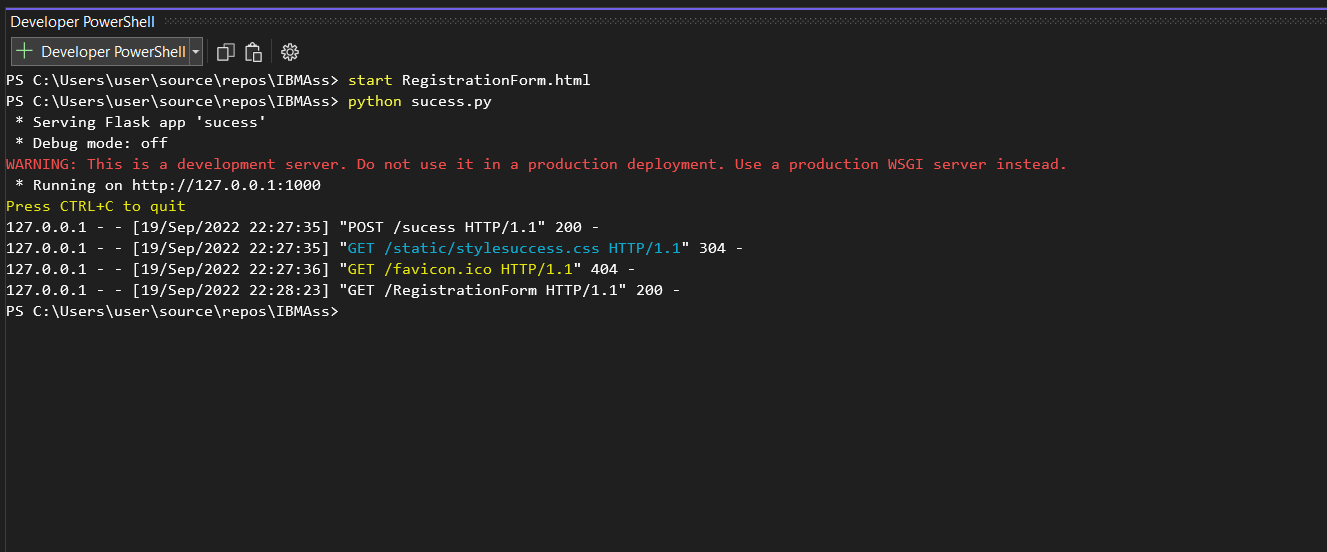 Developer PowerShell
Developer PowerShell
PS C:\Users\user\source\repos\IBMAss> start RegistrationForm.html
PS C:\Users\user\source\repos\IBMAss> python sucess.py
 * Serving Flask app 'sucess'
 * Debug mode: off
WARNING: This is a development server. Do not use it in a production deployment. Use a production WSGI server instead.
 * Running on http://127.0.0.1:1000
Press CTRL+C to quit
127.0.0.1 - - [19/Sep/2022 22:27:35] "POST /sucess HTTP/1.1" 200 -
127.0.0.1 - - [19/Sep/2022 22:27:35] "GET /static/stylesuccess.css HTTP/1.1" 304 -
127.0.0.1 - - [19/Sep/2022 22:27:36] "GET /favicon.ico HTTP/1.1" 404 -
127.0.0.1 - - [19/Sep/2022 22:28:23] "GET /RegistrationForm HTTP/1.1" 200 -
PS C:\Users\user\source\repos\IBMAss>